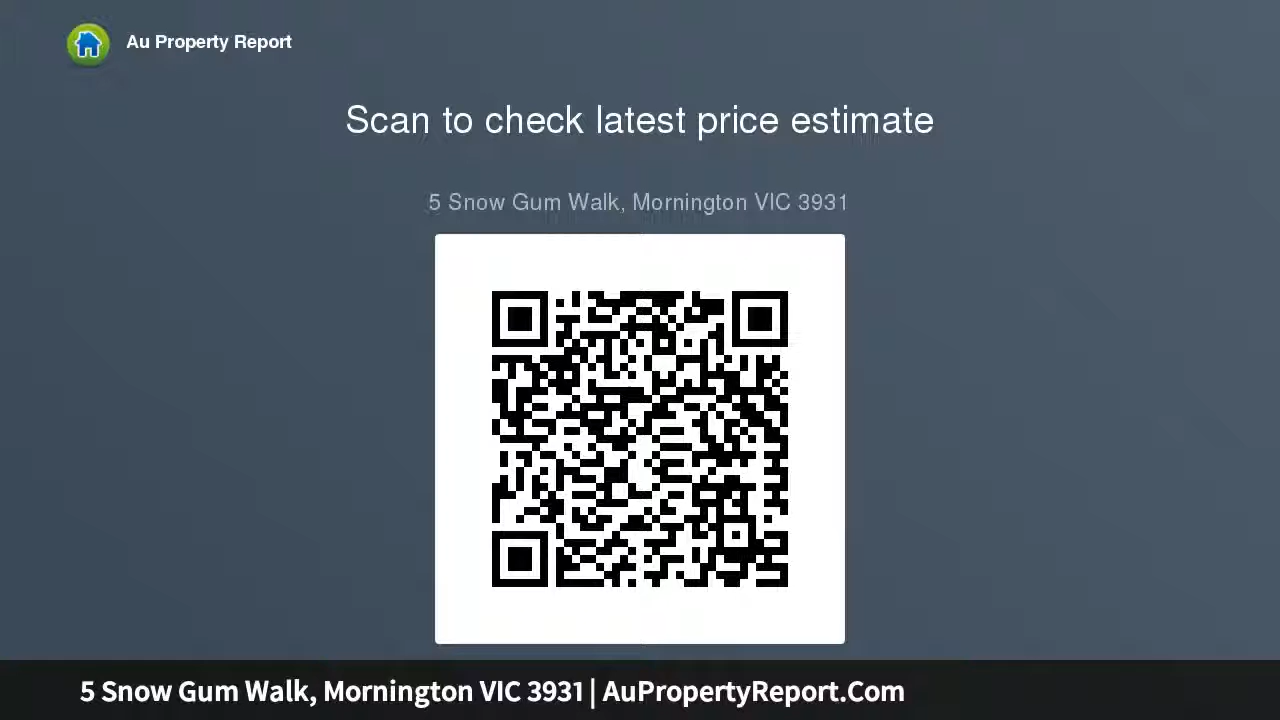 Au Property Report
Scan to check latest price estimate
5 Snow Gum Walk, Mornington VIC 3931
5 Snow Gum Walk, Mornington VIC 3931 | AuPropertyReport.Com